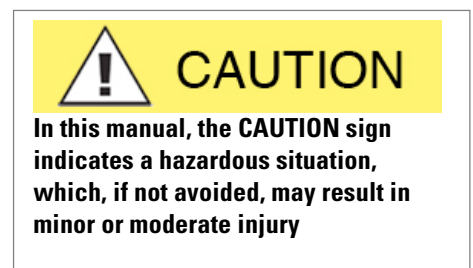 CAUTION
In this manual, the CAUTION sign
indicates a hazardous situation,
which, if not avoided, may result in
minor or moderate injury